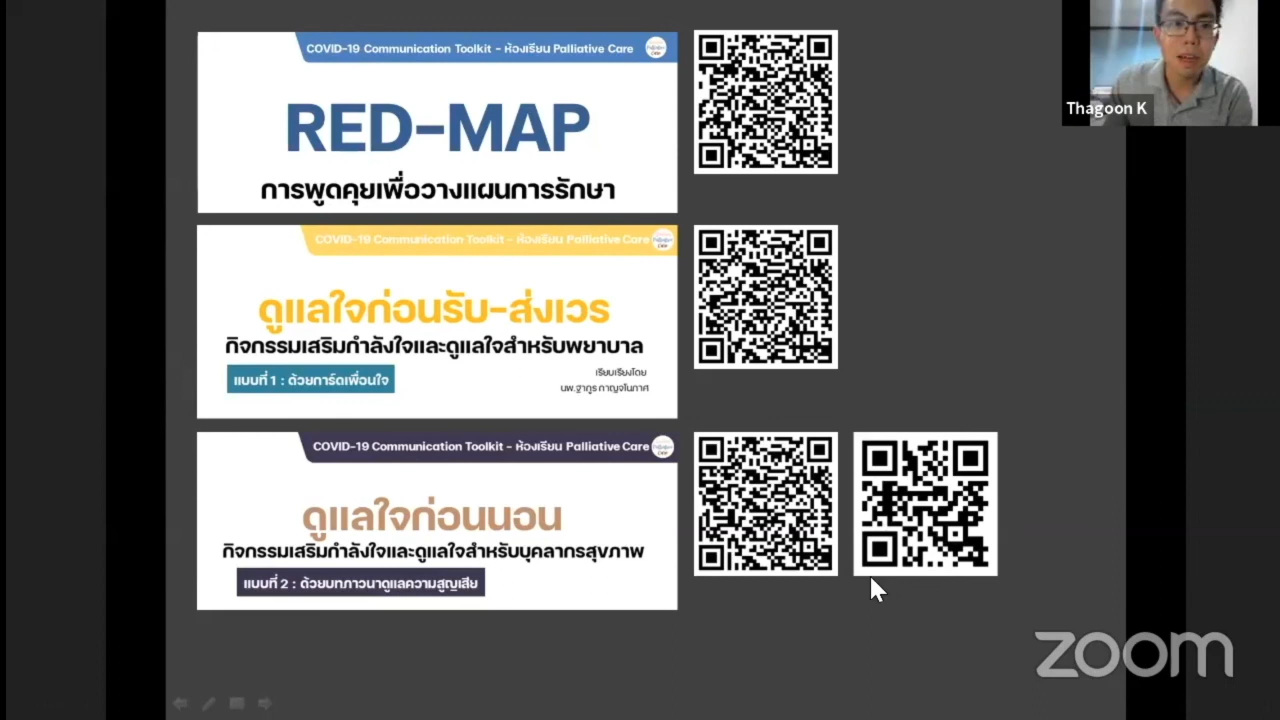 COVID-19 Communication Toolkit - ห้องเรียน Palliative Care
RED-MAP
การพูดคุยเพื่อวางแผนการรักษา
COVID-19 Communication Toolkit - ห้องเรียน Palliative Care
ดูแลใจก่อนรับ-ส่งเวร
กิจกรรมเสริมกำลังใจและดูแลใจสำหรับพยาบาล
แบบที่ 1 : ด้วยการ์ดเพื่อนใจ
เรียบเรียงโดย
นพ.ฐากูร กาญจโนภาศ
COVID-19 Communication Toolkit - ห้องเรียน Palliative Care
ดูแลใจก่อนนอน
กิจกรรมเสริมกำลังใจและดูแลใจสำหรับบุคลากรสุขภาพ
แบบที่ 2 : ด้วยบทภาวนาดูแลความสูญเสีย
Thagoon K
zoom